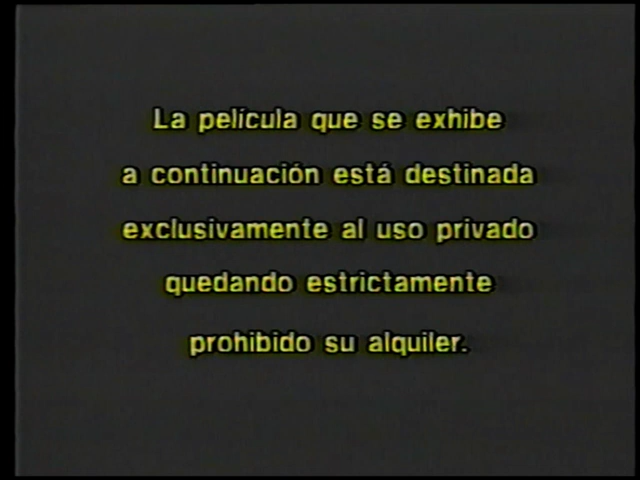 La película que se exhibe
a continuación está destinada
exclusivamente al uso privado
quedando estrictamente
prohibido su alquiler.